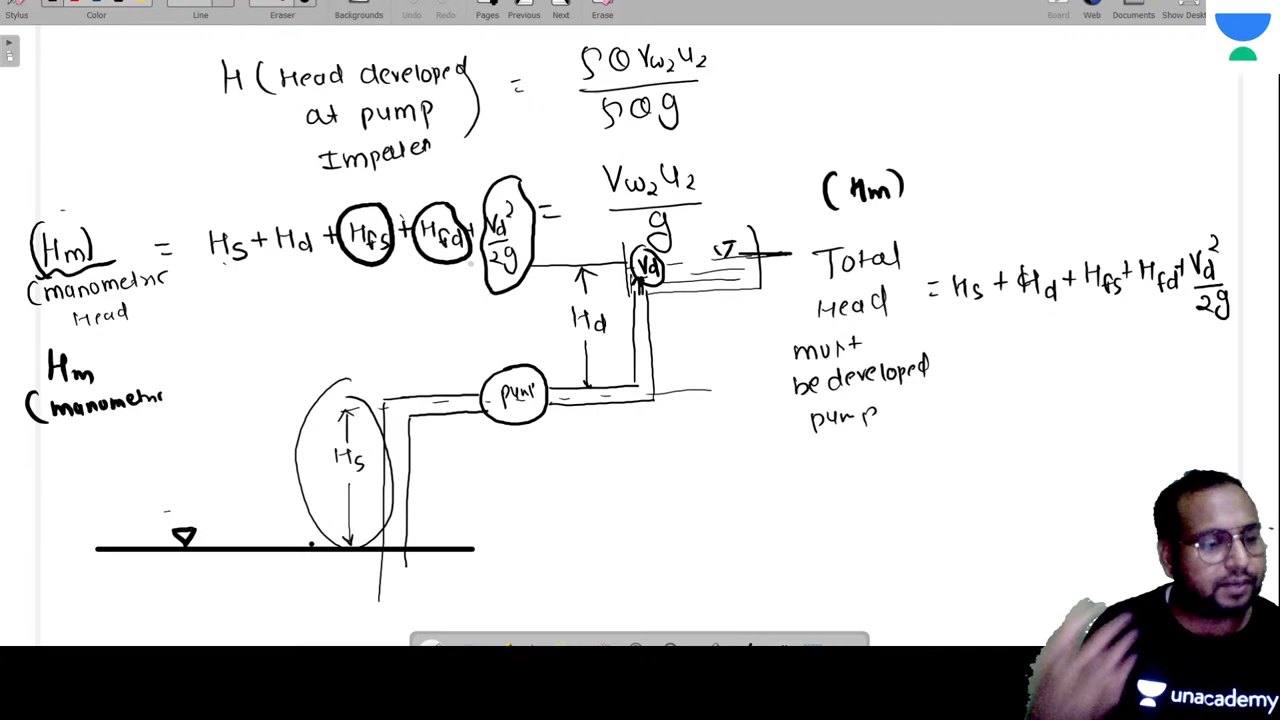 Stylus Color Line Eraser Backgrounds Undo Redo Pages Previous Next Erase Board Web Documents Show Desktop
H (Head developed at pump Impeller) = ρQVw₂u₂ / ρQg
= Vw₂u₂ / g
(Hm) = Hs + Hd + Hfs + Hfd + Vd²/2g
(manometric
Head
Hm
(manometric
Hs
pump
Hd
Vd
(Hm)
Total
Head
must
be developed
pump
= Hs + Hd + Hfs + Hfd + Vd²/2g
unacademy